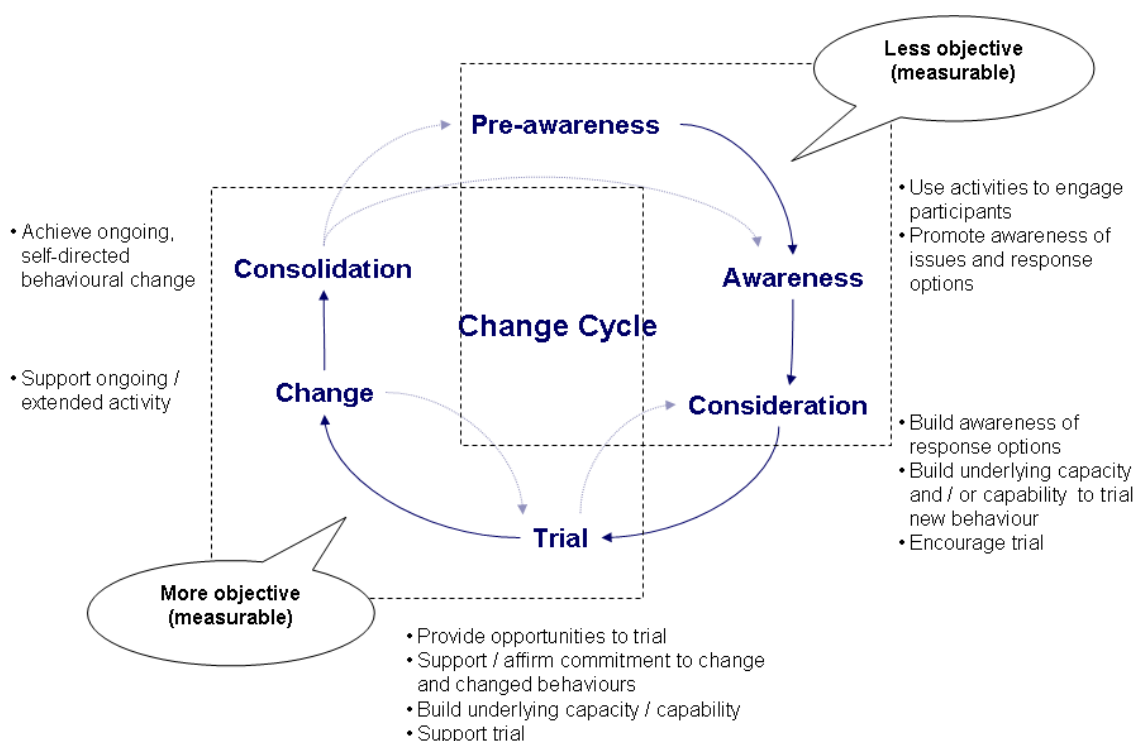 Less objective
(measurable)
Pre-awareness
• Use activities to engage
participants
• Promote awareness of
issues and response
options
• Achieve ongoing,
self-directed
behavioural change
Consolidation
Awareness
Change Cycle
• Support ongoing /
extended activity
Change
Consideration
• Build awareness of
response options
• Build underlying capacity
and / or capability to trial
new behaviour
• Encourage trial
Trial
More objective
(measurable)
• Provide opportunities to trial
• Support / affirm commitment to change
and changed behaviours
• Build underlying capacity / capability
• Support trial